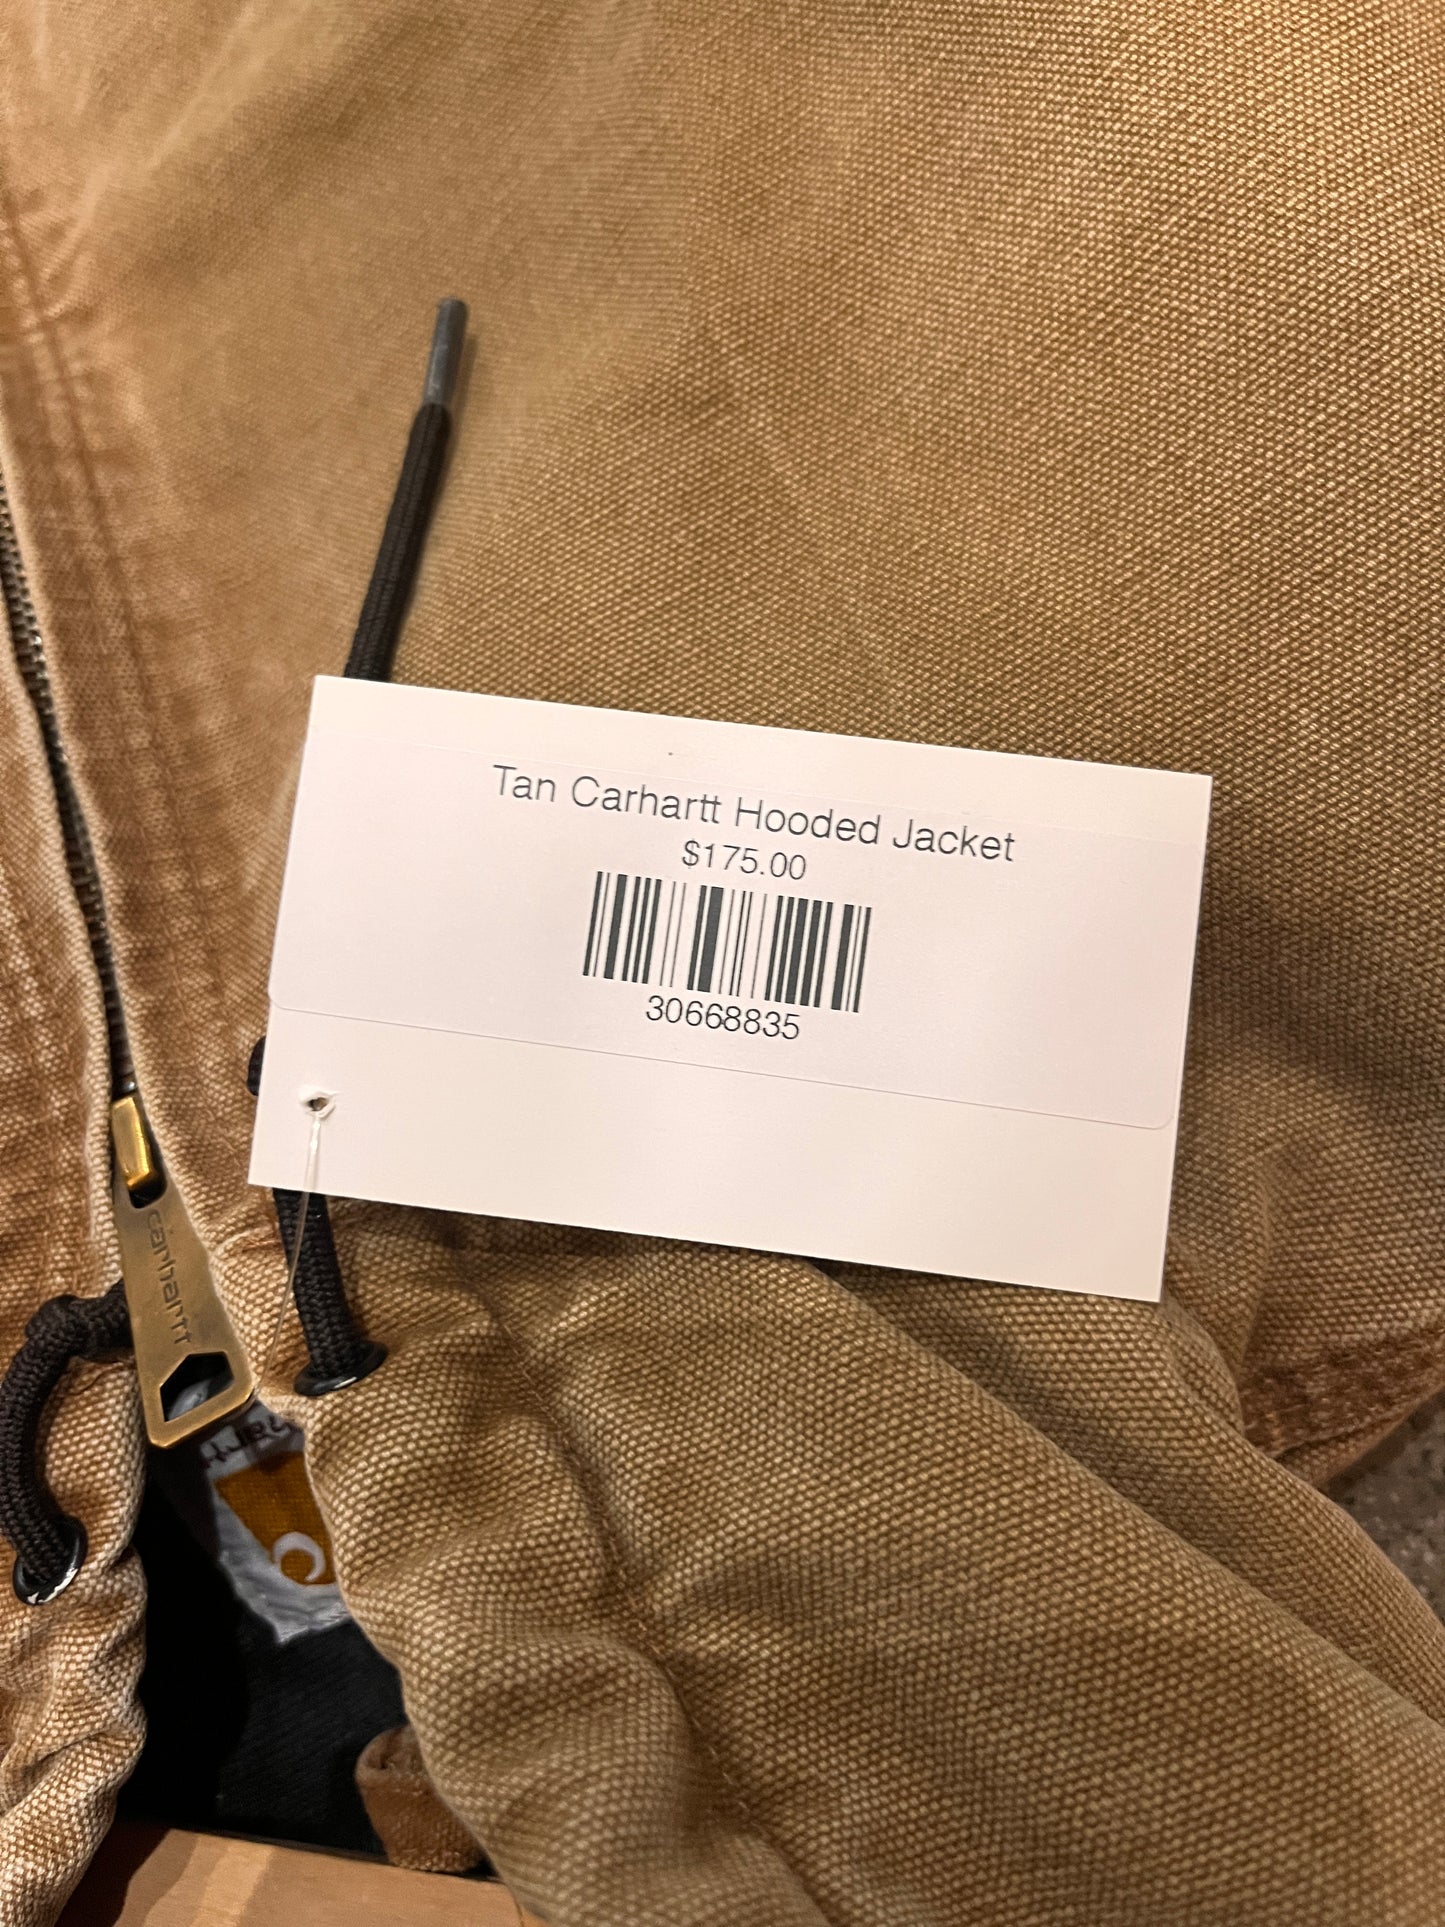 Tan Carhartt Hooded Jacket
$175.00
30668835
carhartt